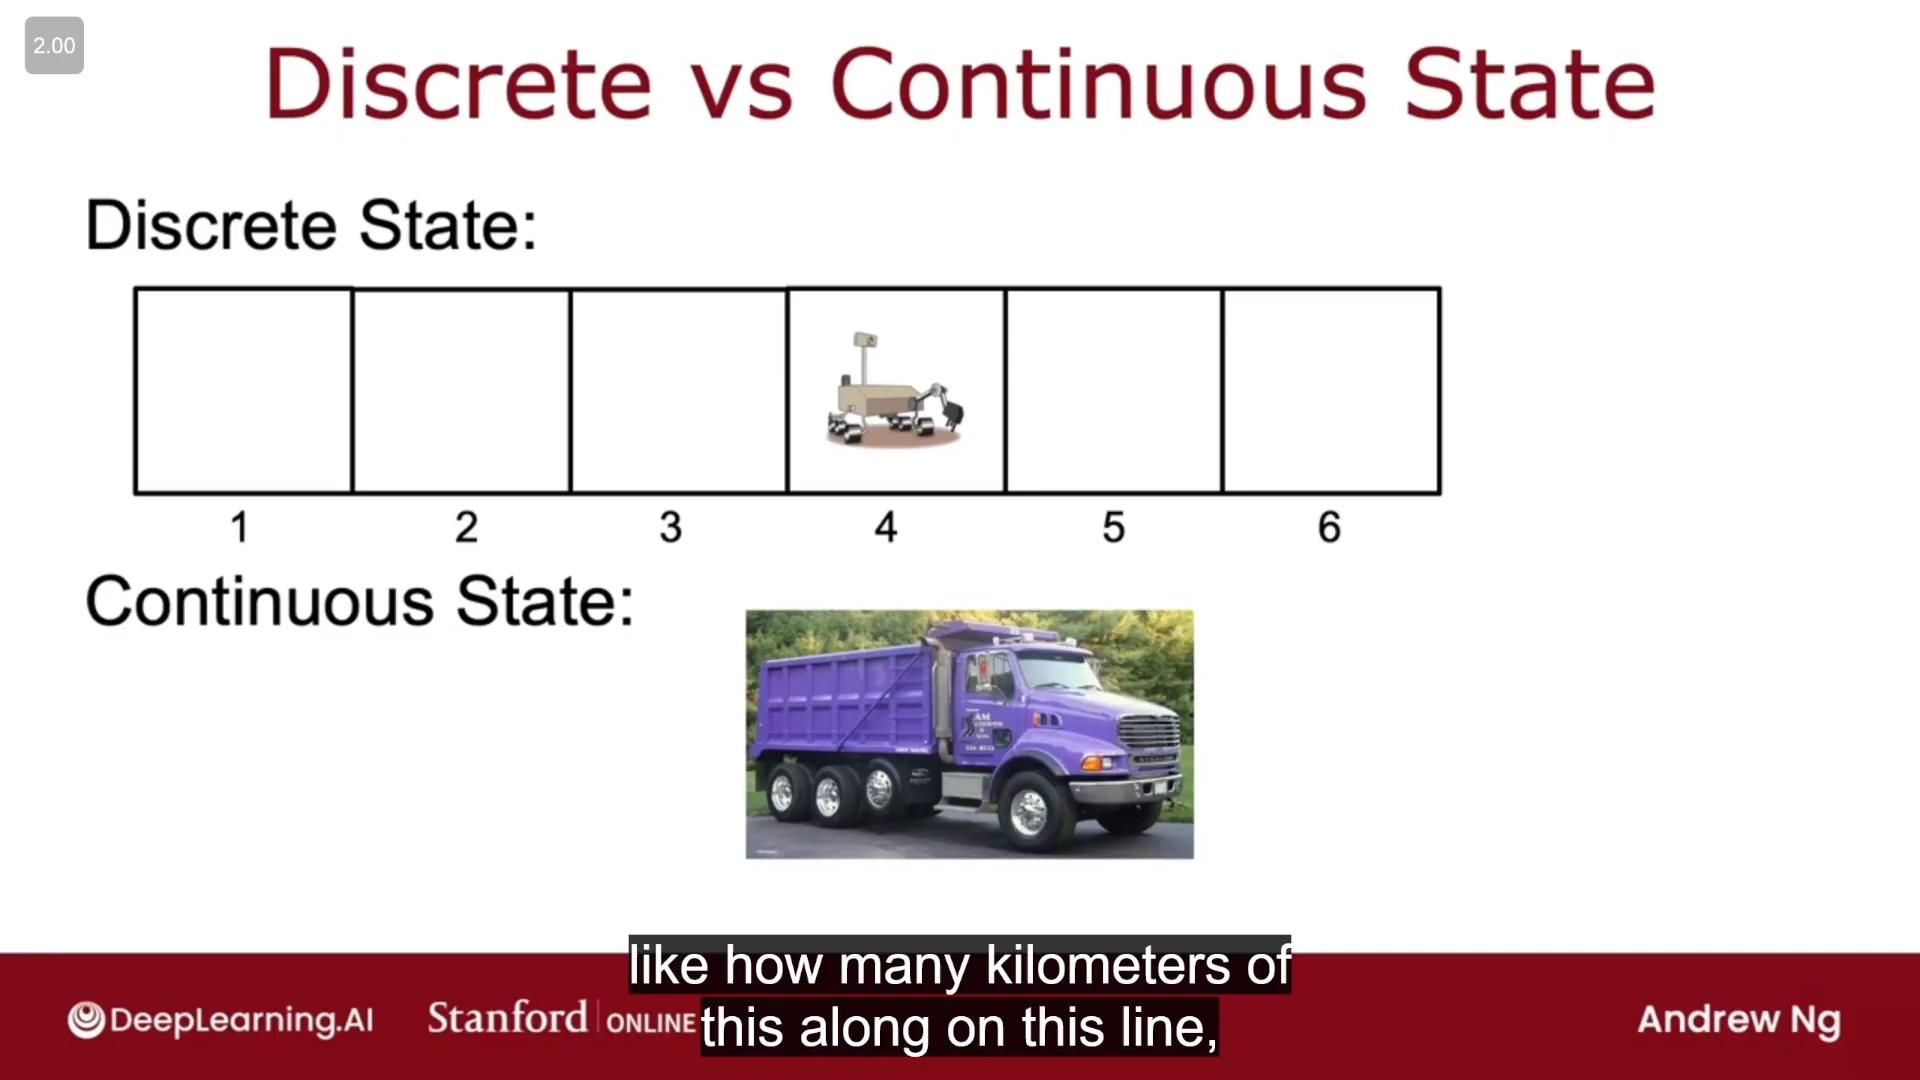 2.00
Discrete vs Continuous State
Discrete State:
1 2 3 4 5 6
Continuous State:
like how many kilometers of
this along on this line,
DeepLearning.AI Stanford ONLINE Andrew Ng